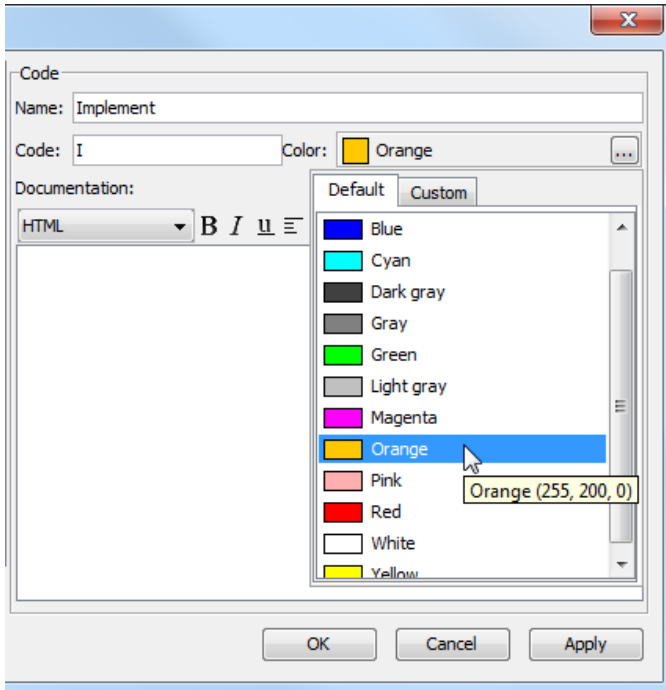 Code
Name: Implement
Code: I Color: Orange ...
Documentation:
Default Custom
HTML B I u
Blue
Cyan
Dark gray
Gray
Green
Light gray
Magenta
Orange
Pink
Orange (255, 200, 0)
Red
White
Yellow
OK Cancel Apply